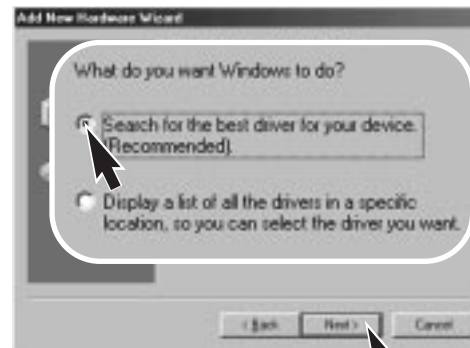 Add New Hardware Wizard
What do you want Windows to do?
Search for the best driver for your device.
(Recommended).
Display a list of all the drivers in a specific
location, so you can select the driver you want.
< Back
Next >
Cancel